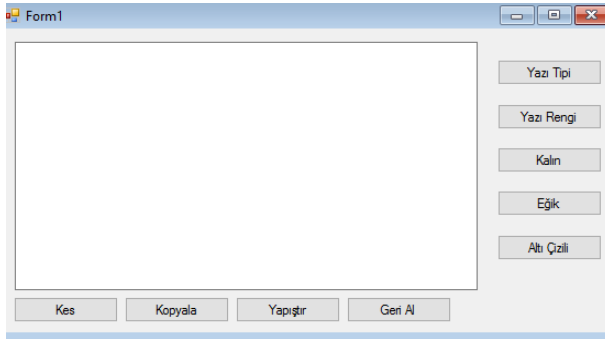 Form1
Yazı Tipi
Yazı Rengi
Kalın
Eğik
Altı Çizili
Kes
Kopyala
Yapıştır
Geri Al